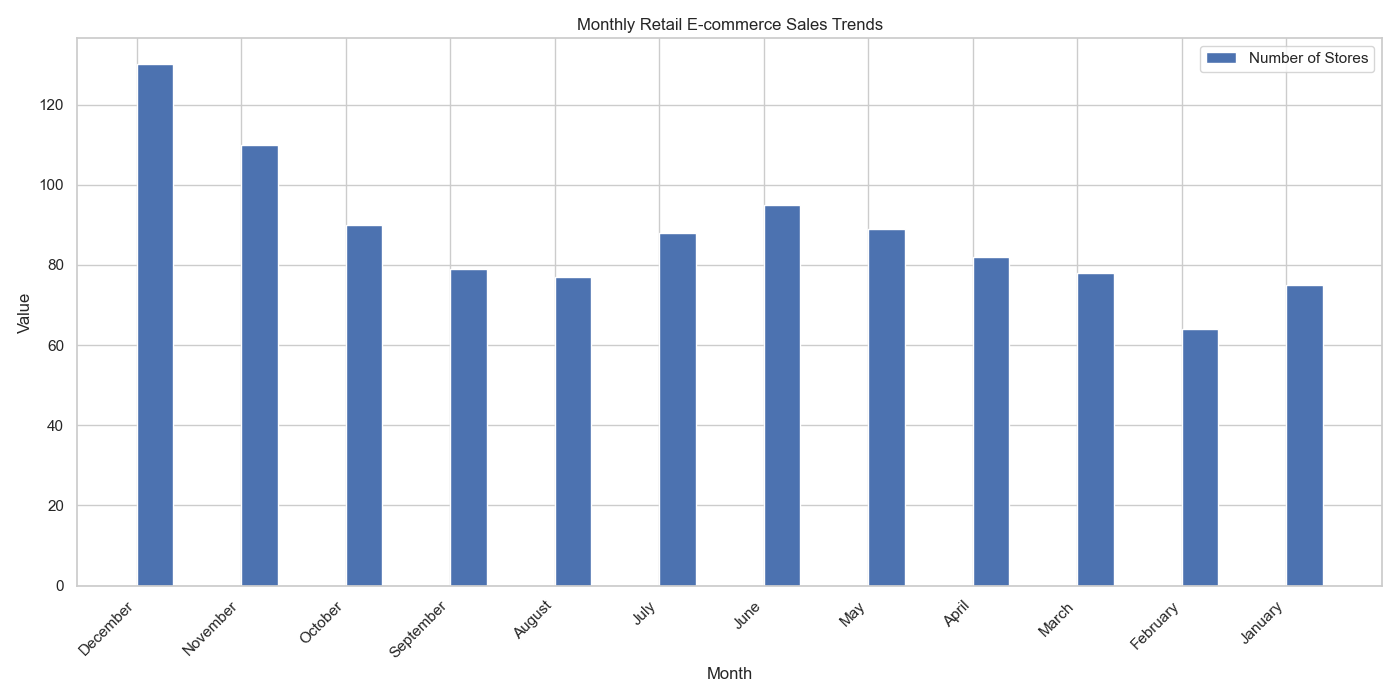 Monthly Retail E-commerce Sales Trends
Number of Stores
Value
120
100
80
60
40
20
0
December
November
October
September
August
July
June
May
April
March
February
January
Month